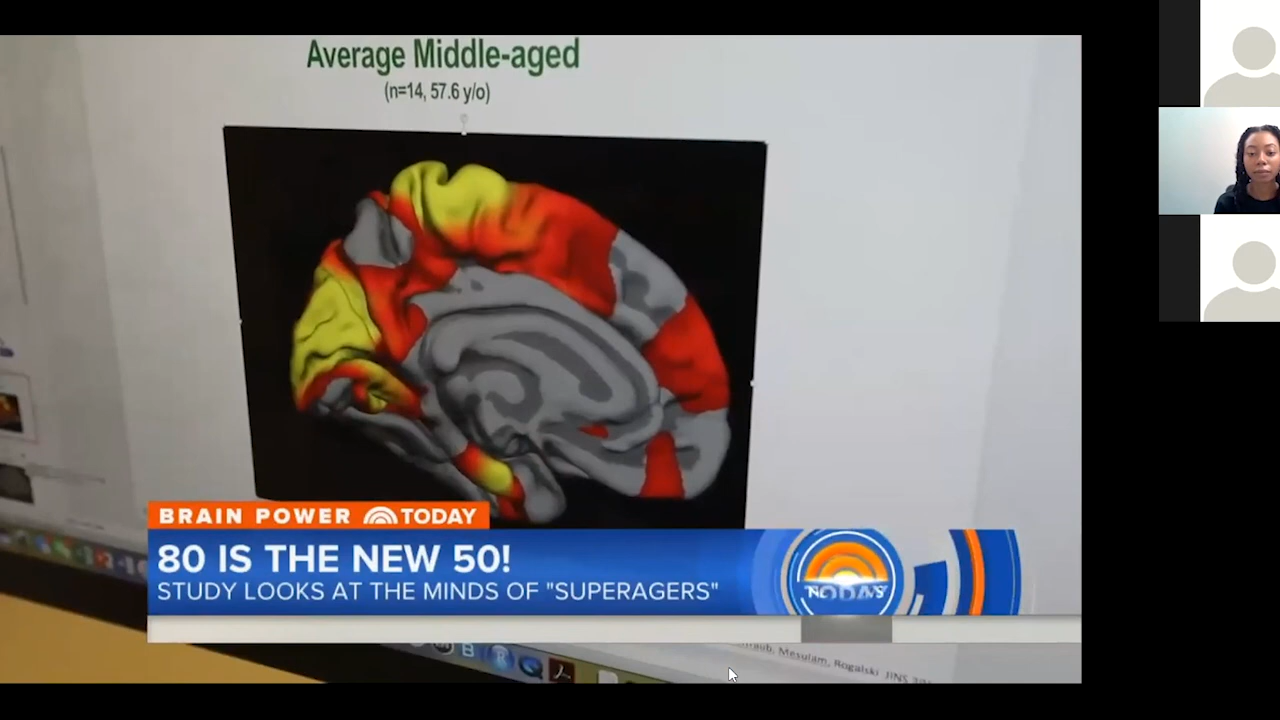 Average Middle-aged
(n=14, 57.6 y/o)
BRAIN POWER TODAY
80 IS THE NEW 50!
STUDY LOOKS AT THE MINDS OF "SUPERAGERS"
TODAY
Mesulam, Rogalski JINS